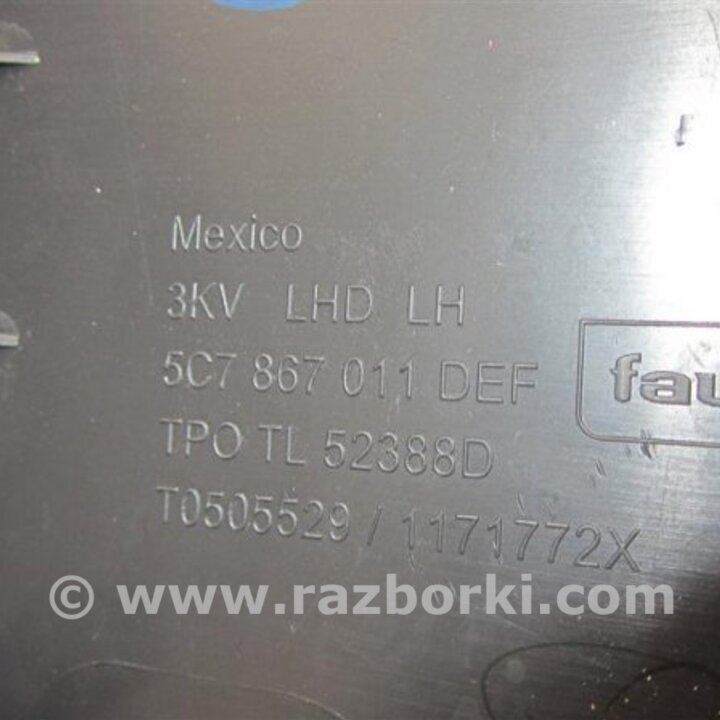 Mexico
3KV LHD LH
5C7 867 011 DEF
TPO TL 52388D
T0505529 / 1171772X
© www.razborki.com